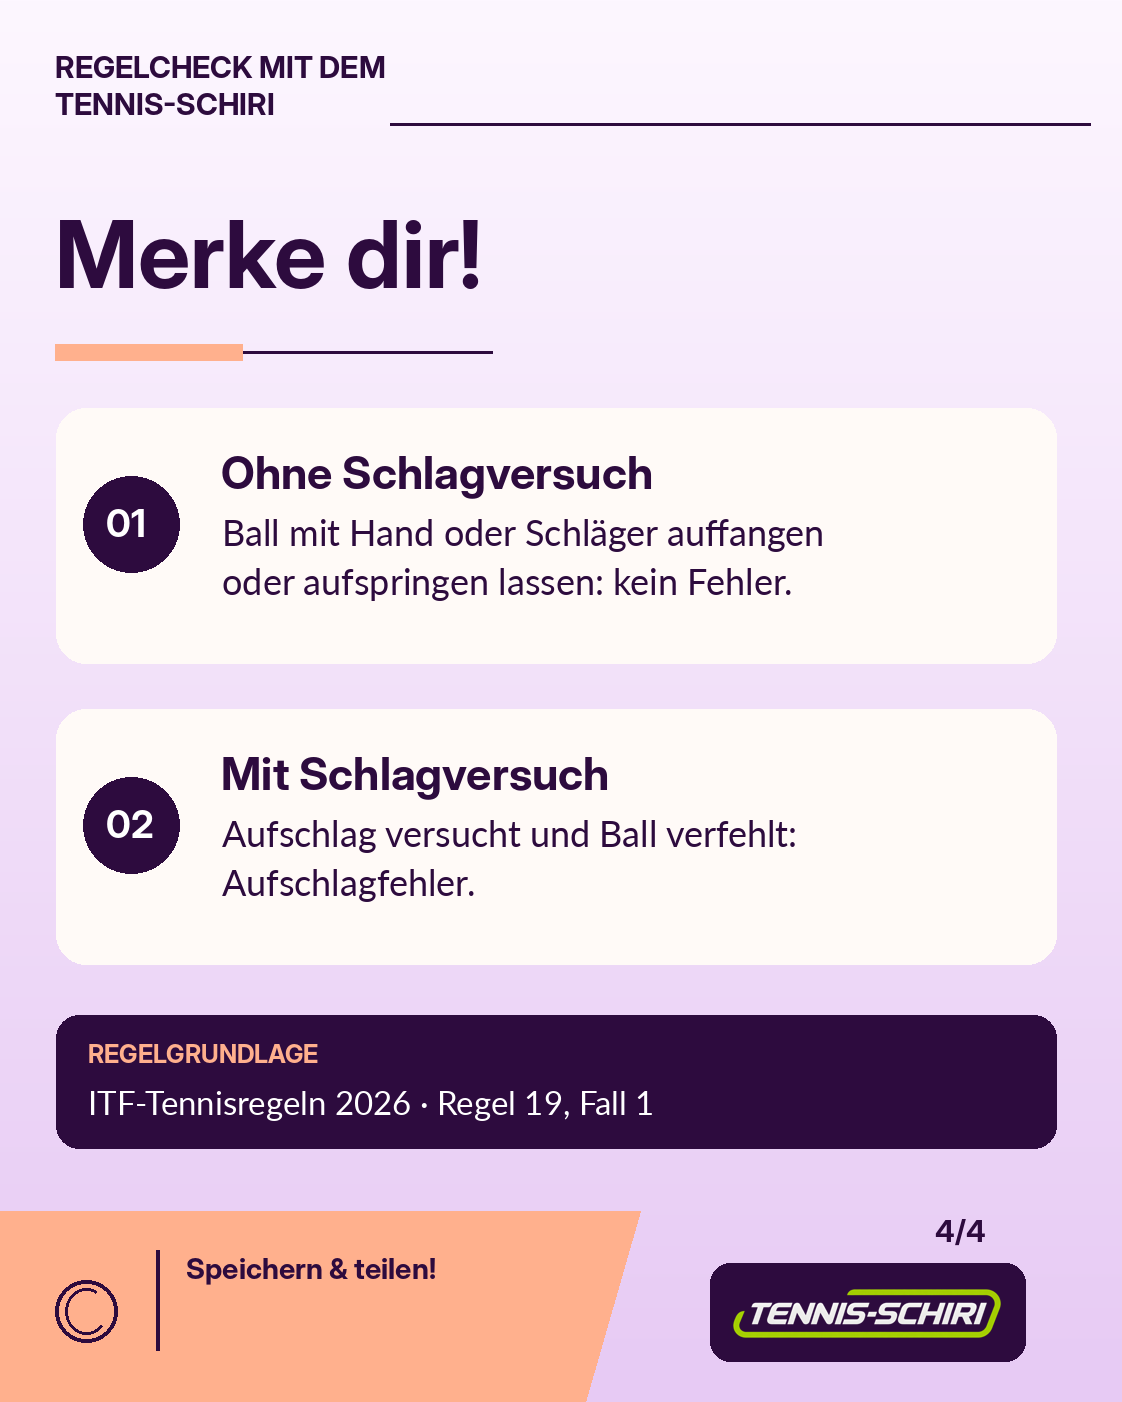 REGELCHECK MIT DEM
TENNIS-SCHIRI
Merke dir!
01
Ohne Schlagversuch
Ball mit Hand oder Schläger auffangen
oder aufspringen lassen: kein Fehler.
02
Mit Schlagversuch
Aufschlag versucht und Ball verfehlt:
Aufschlagfehler.
REGELGRUNDLAGE
ITF-Tennisregeln 2026 · Regel 19, Fall 1
4/4
Speichern & teilen!
TENNIS-SCHIRI